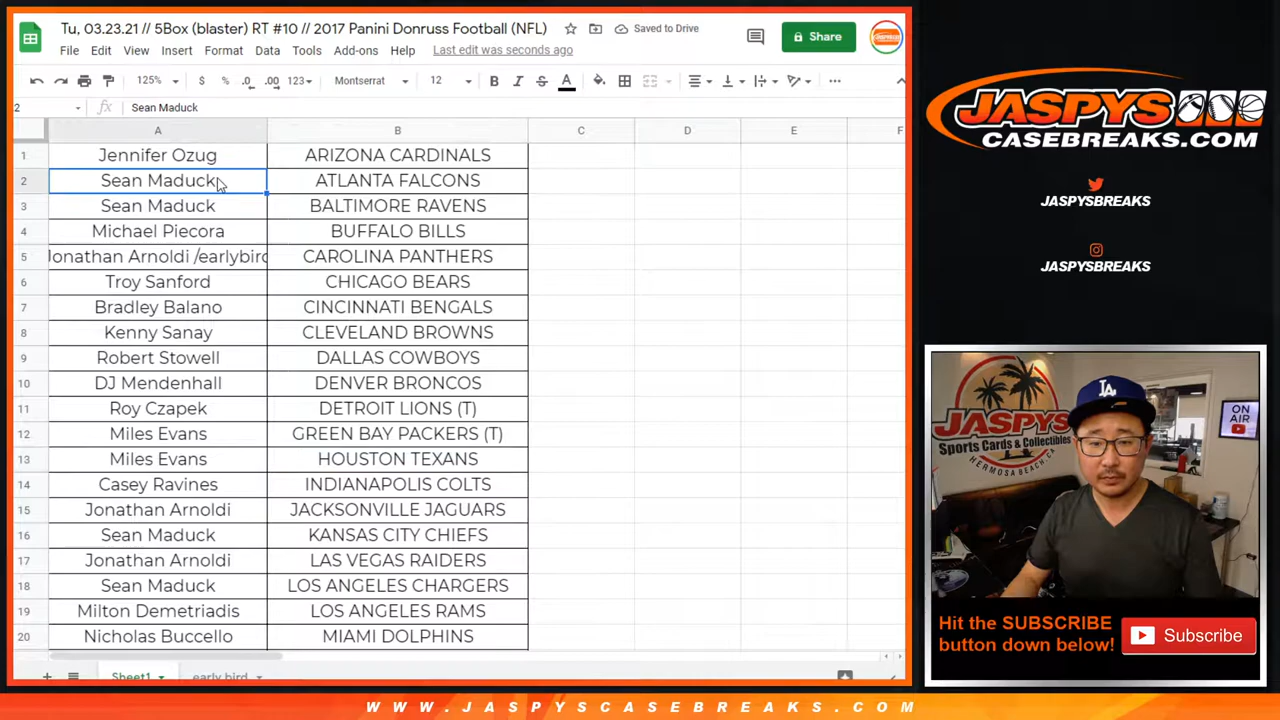 Tu, 03.23.21 // 5Box (blaster) RT #10 // 2017 Panini Donruss Football (NFL)
Saved to Drive
File Edit View Insert Format Data Tools Add-ons Help Last edit was seconds ago
Share
125% $ % .0 .00 123 Montserrat 12 B I S A
2 fx Sean Maduck
A B C D E F
1 Jennifer Ozug ARIZONA CARDINALS
2 Sean Maduck ATLANTA FALCONS
3 Sean Maduck BALTIMORE RAVENS
4 Michael Piecora BUFFALO BILLS
5 Jonathan Arnoldi /earlybird CAROLINA PANTHERS
6 Troy Sanford CHICAGO BEARS
7 Bradley Balano CINCINNATI BENGALS
8 Kenny Sanay CLEVELAND BROWNS
9 Robert Stowell DALLAS COWBOYS
10 DJ Mendenhall DENVER BRONCOS
11 Roy Czapek DETROIT LIONS (T)
12 Miles Evans GREEN BAY PACKERS (T)
13 Miles Evans HOUSTON TEXANS
14 Casey Ravines INDIANAPOLIS COLTS
15 Jonathan Arnoldi JACKSONVILLE JAGUARS
16 Sean Maduck KANSAS CITY CHIEFS
17 Jonathan Arnoldi LAS VEGAS RAIDERS
18 Sean Maduck LOS ANGELES CHARGERS
19 Milton Demetriadis LOS ANGELES RAMS
20 Nicholas Buccello MIAMI DOLPHINS
Sheet1 early bird
JASPYS
CASEBREAKS.COM
JASPYSBREAKS
JASPYSBREAKS
JASPYS
Sports Cards & Collectibles
HERMOSA BEACH, CA
LA
ON AIR
Hit the SUBSCRIBE
button down below!
Subscribe
WWW.JASPYSCASEBREAKS.COM